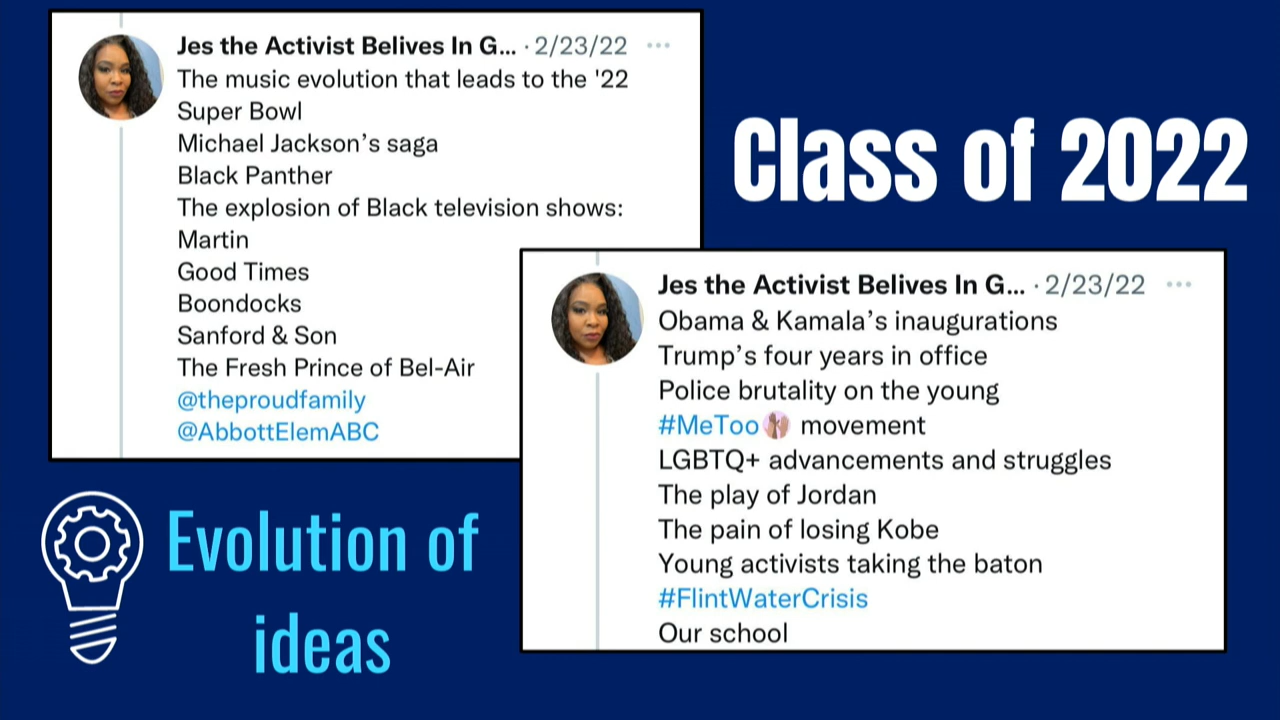 Jes the Activist Belives In G... · 2/23/22 ···
The music evolution that leads to the '22
Super Bowl
Michael Jackson's saga
Black Panther
The explosion of Black television shows:
Martin
Good Times
Boondocks
Sanford & Son
The Fresh Prince of Bel-Air
@theproudfamily
@AbbottElemABC
Class of 2022
Jes the Activist Belives In G... · 2/23/22 ···
Obama & Kamala's inaugurations
Trump's four years in office
Police brutality on the young
#MeToo movement
LGBTQ+ advancements and struggles
The play of Jordan
The pain of losing Kobe
Young activists taking the baton
#FlintWaterCrisis
Our school
Evolution of
ideas